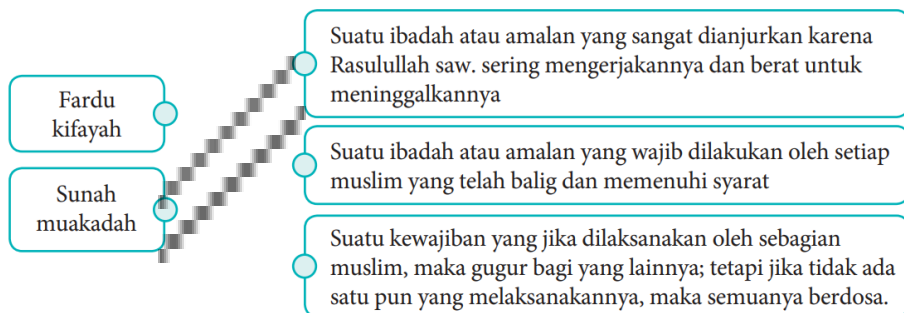 Fardu
kifayah
Sunah
muakadah
Suatu ibadah atau amalan yang sangat dianjurkan karena
Rasulullah saw. sering mengerjakannya dan berat untuk
meninggalkannya
Suatu ibadah atau amalan yang wajib dilakukan oleh setiap
muslim yang telah balig dan memenuhi syarat
Suatu kewajiban yang jika dilaksanakan oleh sebagian
muslim, maka gugur bagi yang lainnya; tetapi jika tidak ada
satu pun yang melaksanakannya, maka semuanya berdosa.